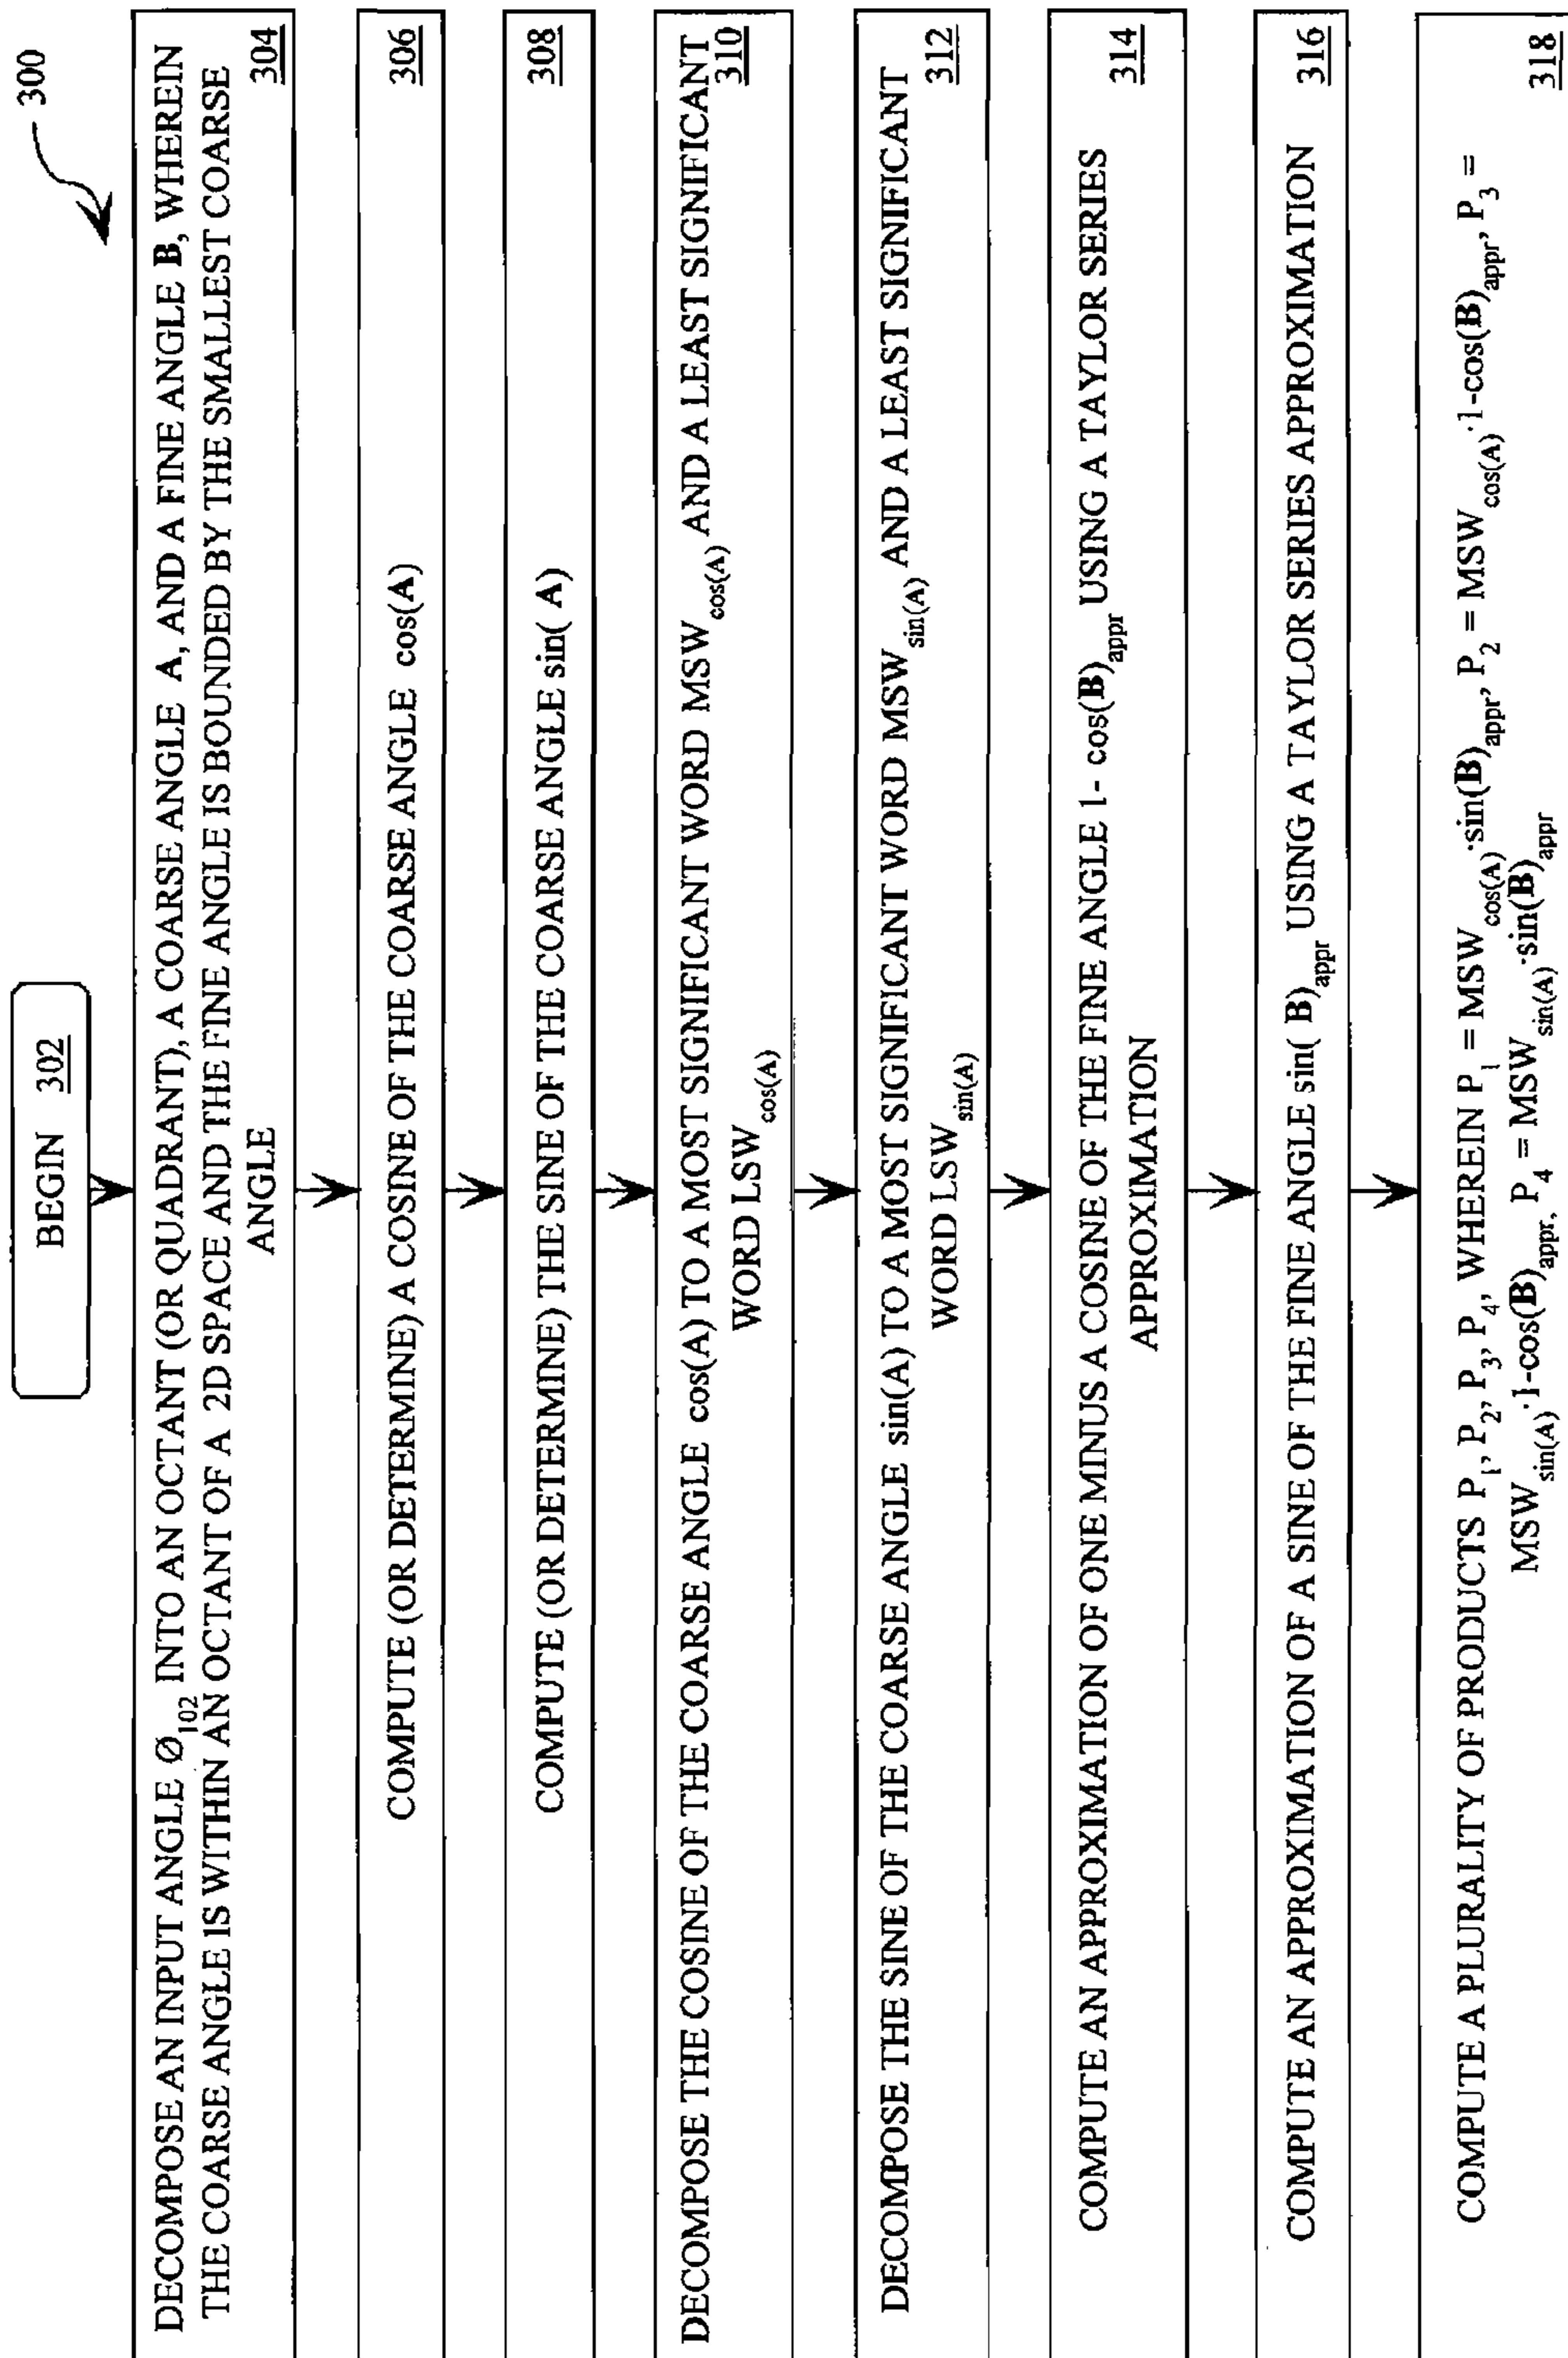 300
BEGIN 302
DECOMPOSE AN INPUT ANGLE Ø102 INTO AN OCTANT (OR QUADRANT), A COARSE ANGLE A, AND A FINE ANGLE B, WHEREIN
THE COARSE ANGLE IS WITHIN AN OCTANT OF A 2D SPACE AND THE FINE ANGLE IS BOUNDED BY THE SMALLEST COARSE
ANGLE 304
COMPUTE (OR DETERMINE) A COSINE OF THE COARSE ANGLE cos(A) 306
COMPUTE (OR DETERMINE) THE SINE OF THE COARSE ANGLE sin( A) 308
DECOMPOSE THE COSINE OF THE COARSE ANGLE cos(A) TO A MOST SIGNIFICANT WORD MSWcos(A) AND A LEAST SIGNIFICANT
WORD LSWcos(A) 310
DECOMPOSE THE SINE OF THE COARSE ANGLE sin(A) TO A MOST SIGNIFICANT WORD MSWsin(A) AND A LEAST SIGNIFICANT
WORD LSWsin(A) 312
COMPUTE AN APPROXIMATION OF ONE MINUS A COSINE OF THE FINE ANGLE 1- cos(B)appr USING A TAYLOR SERIES
APPROXIMATION 314
COMPUTE AN APPROXIMATION OF A SINE OF THE FINE ANGLE sin( B)appr USING A TAYLOR SERIES APPROXIMATION 316
COMPUTE A PLURALITY OF PRODUCTS P1, P2, P3, P4, WHEREIN P1 = MSWcos(A)·sin(B)appr, P2 = MSWcos(A)·1-cos(B)appr, P3 =
MSWsin(A)·1-cos(B)appr, P4 = MSWsin(A)·sin(B)appr 318